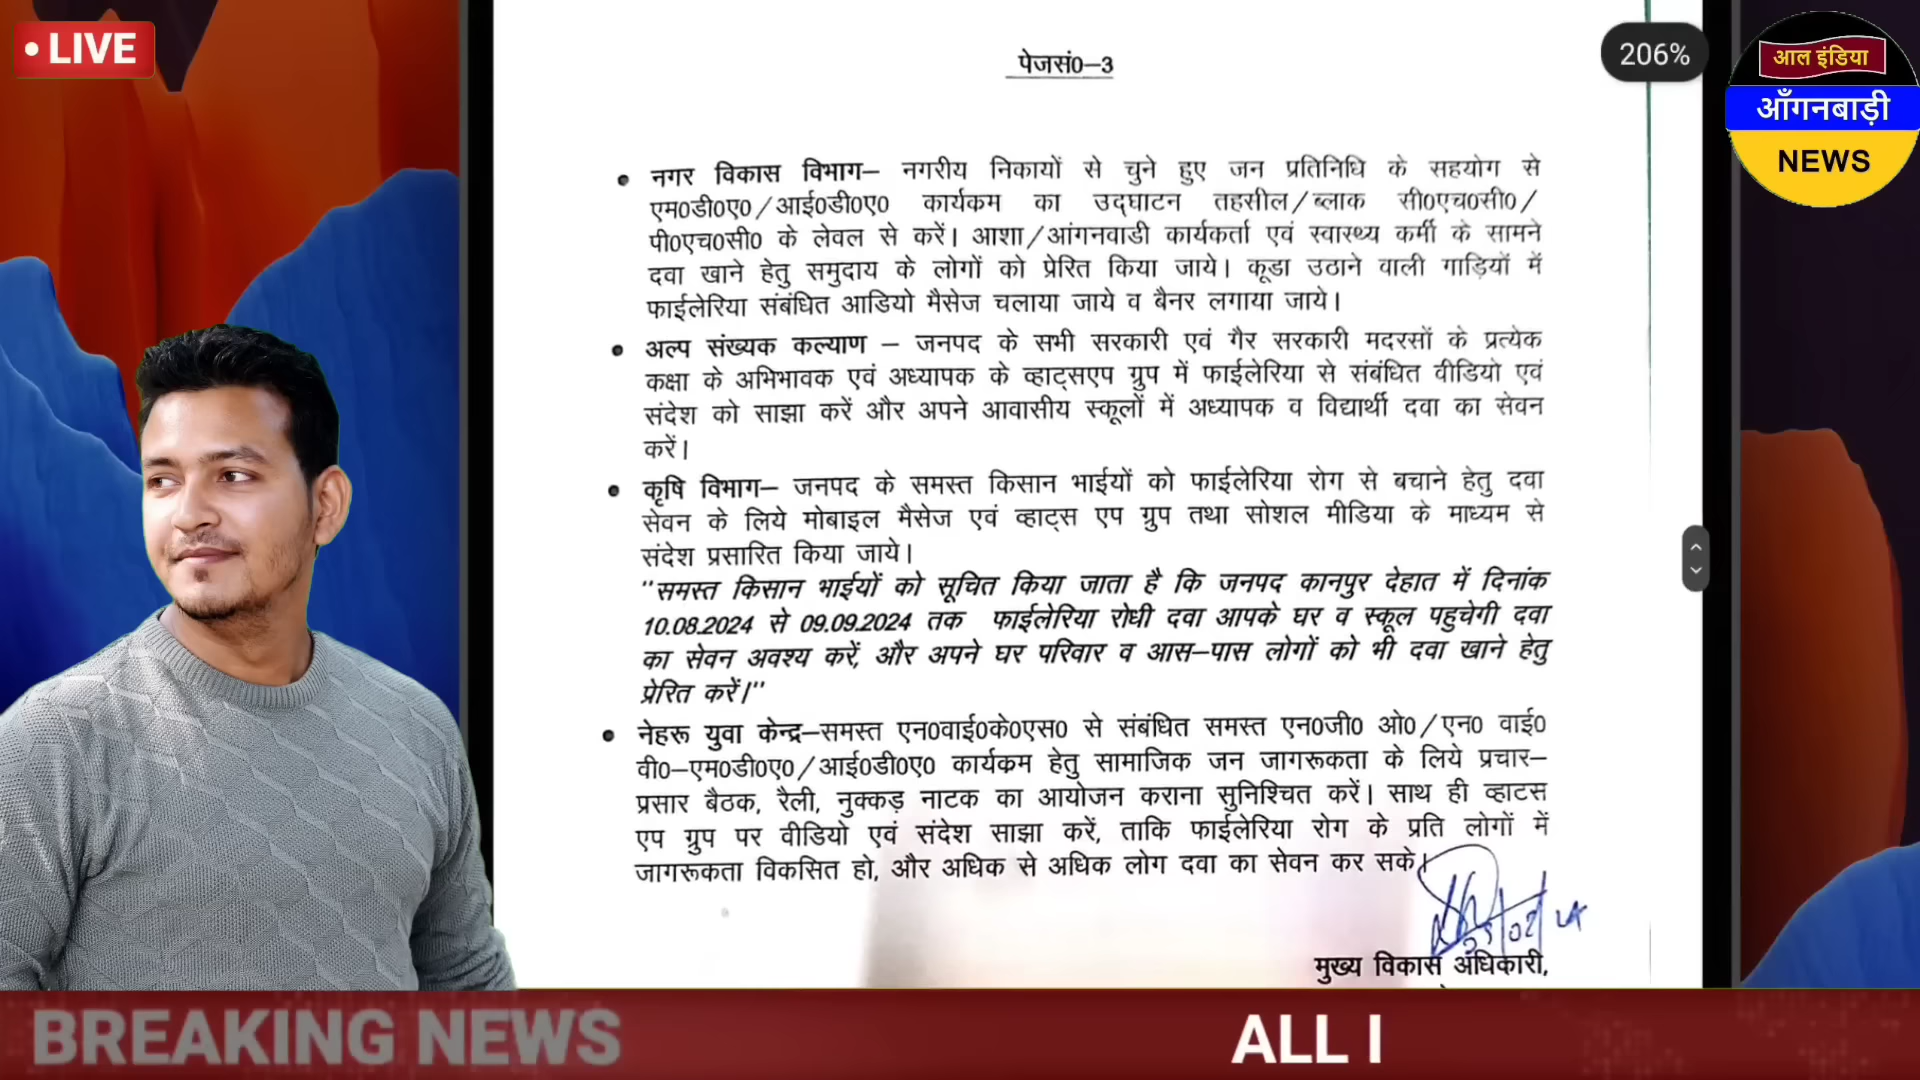 • LIVE
पेजसं0–3
206%
आल इंडिया
आँगनबाड़ी
NEWS
• नगर विकास विभाग– नगरीय निकायों से चुने हुए जन प्रतिनिधि के सहयोग से
एम0डी0ए0/आई0डी0ए0 कार्यकम का उद्घाटन तहसील/ब्लाक सी0एच0सी0/
पी0एच0सी0 के लेवल से करें। आशा/आंगनवाडी कार्यकर्ता एवं स्वास्थ्य कर्मी के सामने
दवा खाने हेतु समुदाय के लोगों को प्रेरित किया जाये। कूडा उठाने वाली गाड़ियों में
फाईलेरिया संबंधित आडियो मैसेज चलाया जाये व बैनर लगाया जाये।
• अल्प संख्यक कल्याण – जनपद के सभी सरकारी एवं गैर सरकारी मदरसों के प्रत्येक
कक्षा के अभिभावक एवं अध्यापक के व्हाट्सएप ग्रुप में फाईलेरिया से संबंधित वीडियो एवं
संदेश को साझा करें और अपने आवासीय स्कूलों में अध्यापक व विद्यार्थी दवा का सेवन
करें।
• कृषि विभाग– जनपद के समस्त किसान भाईयों को फाईलेरिया रोग से बचाने हेतु दवा
सेवन के लिये मोबाइल मैसेज एवं व्हाट्स एप ग्रुप तथा सोशल मीडिया के माध्यम से
संदेश प्रसारित किया जाये।
"समस्त किसान भाईयों को सूचित किया जाता है कि जनपद कानपुर देहात में दिनांक
10.08.2024 से 09.09.2024 तक फाईलेरिया रोधी दवा आपके घर व स्कूल पहुचेगी दवा
का सेवन अवश्य करें, और अपने घर परिवार व आस–पास लोगों को भी दवा खाने हेतु
प्रेरित करें।"
• नेहरू युवा केन्द्र–समस्त एन0वाई0के0एस0 से संबंधित समस्त एन0जी0 ओ0/एन0 वाई0
वी0–एम0डी0ए0/आई0डी0ए0 कार्यकम हेतु सामाजिक जन जागरूकता के लिये प्रचार–
प्रसार बैठक, रैली, नुक्कड़ नाटक का आयोजन कराना सुनिश्चित करें। साथ ही व्हाटस
एप ग्रुप पर वीडियो एवं संदेश साझा करें, ताकि फाईलेरिया रोग के प्रति लोगों में
जागरूकता विकसित हो, और अधिक से अधिक लोग दवा का सेवन कर सके।
मुख्य विकास अधिकारी,
BREAKING NEWS
ALL I